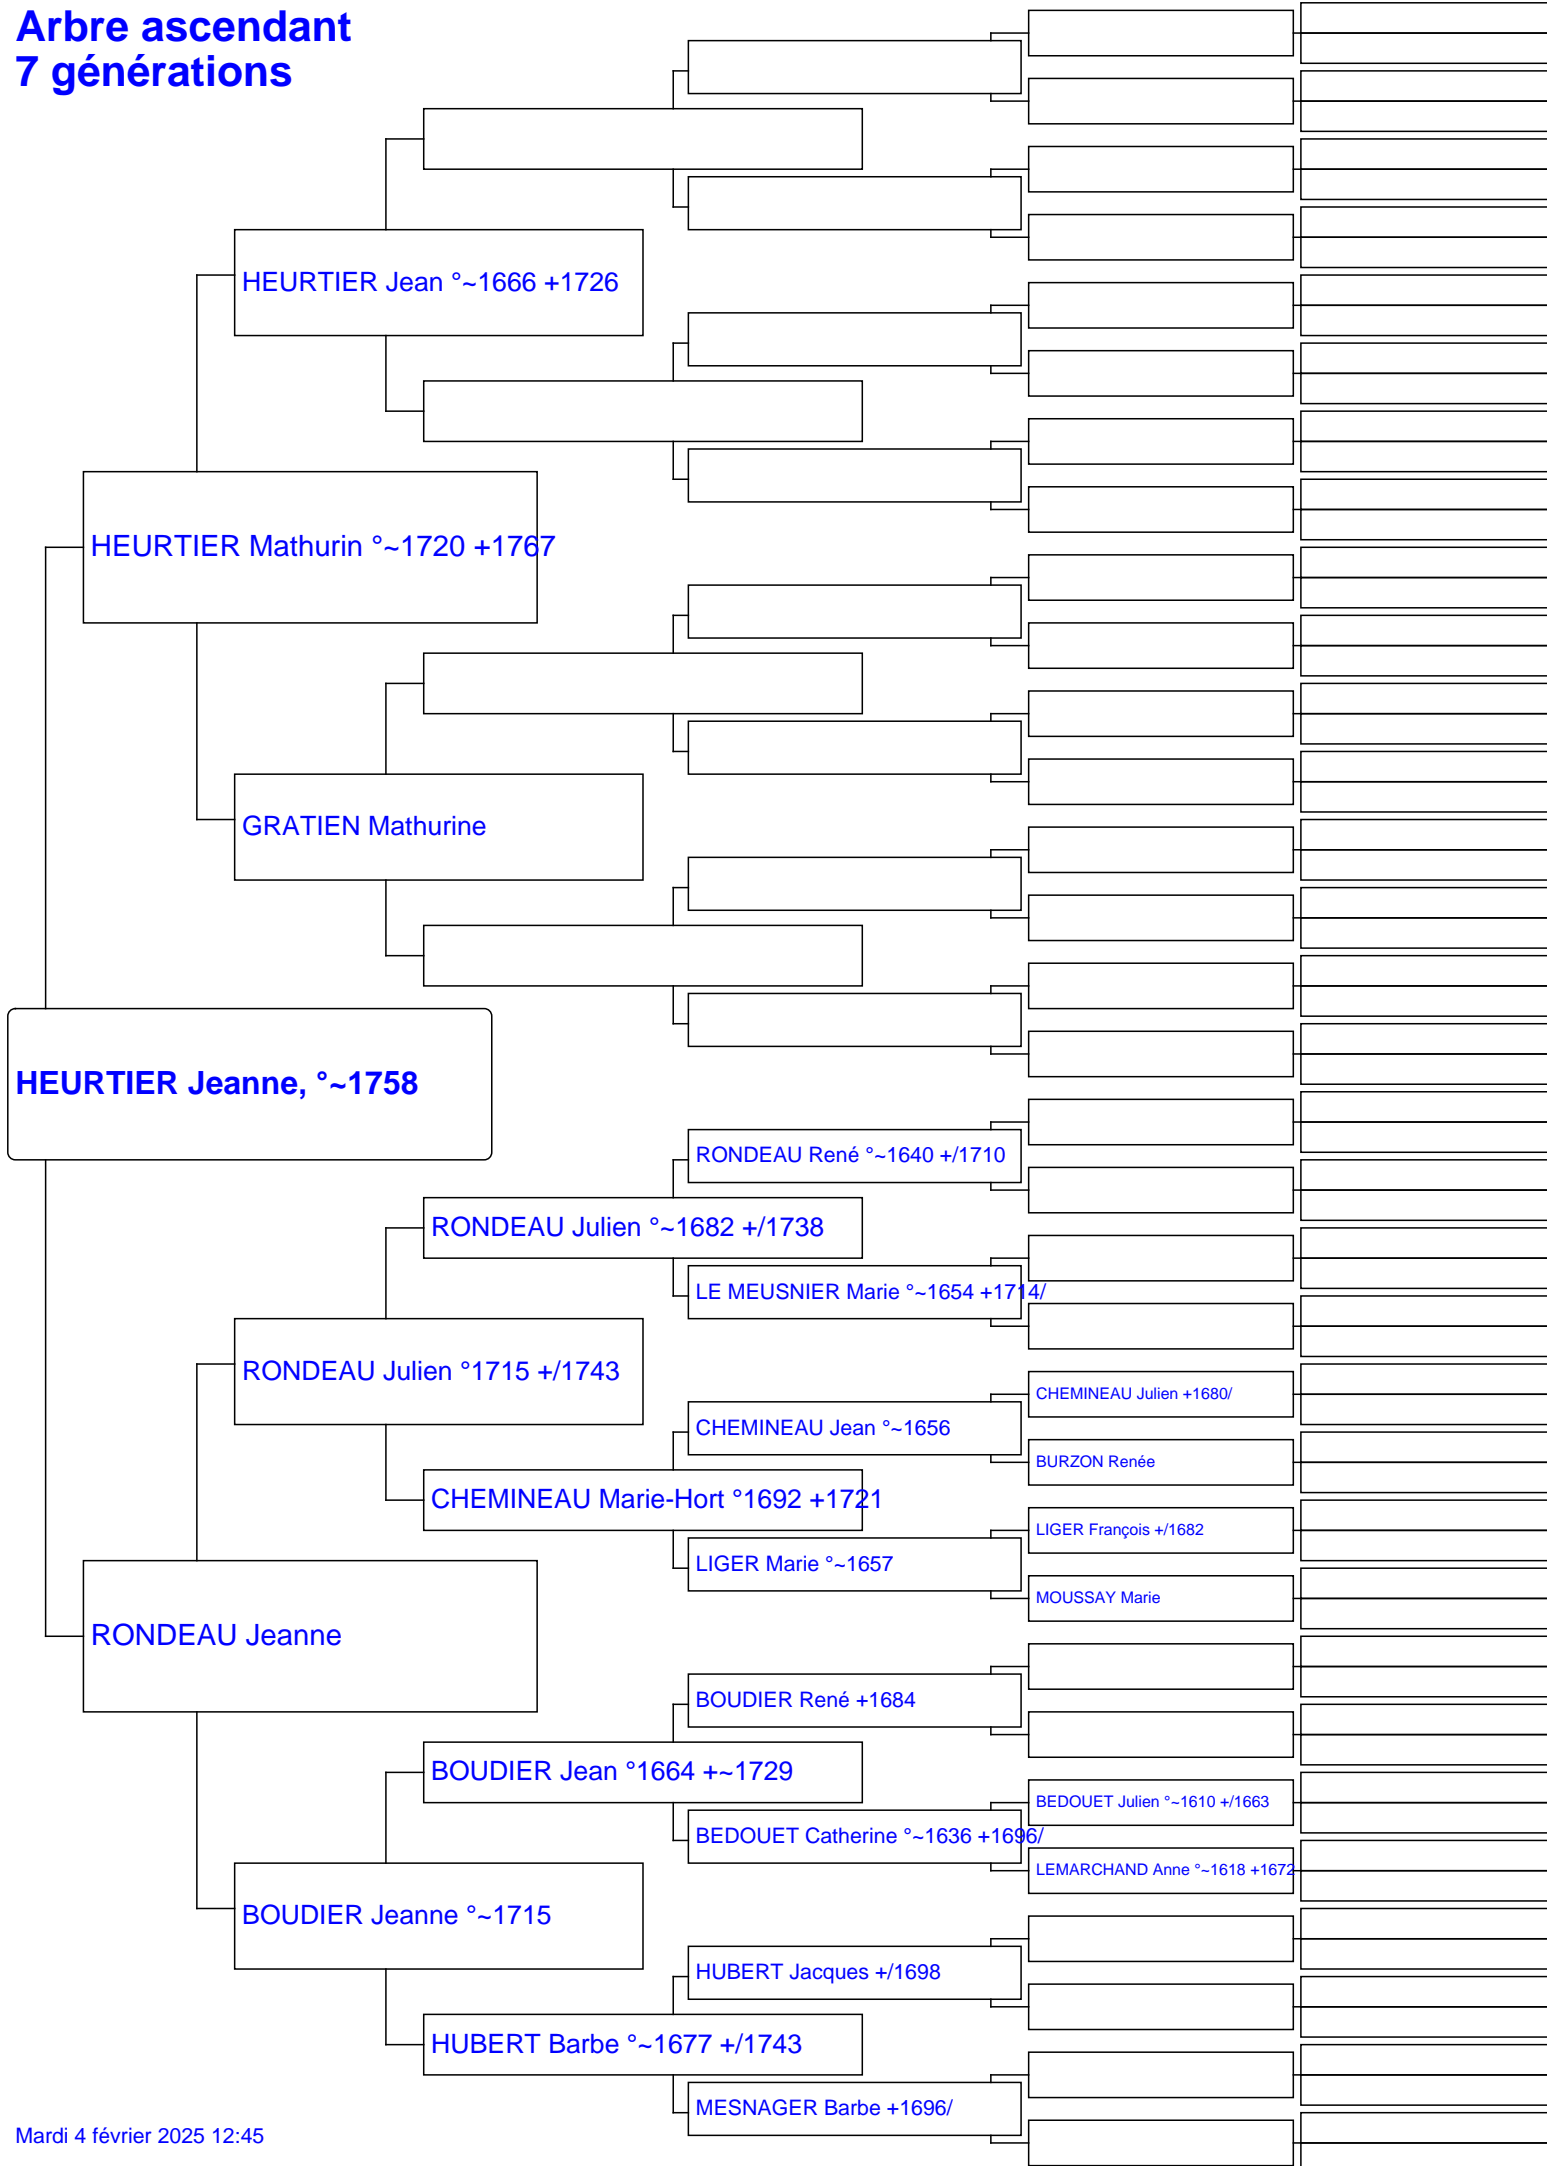 Arbre ascendant
7 générations
HEURTIER Jean °~1666 +1726
HEURTIER Mathurin °~1720 +1767
GRATIEN Mathurine
HEURTIER Jeanne, °~1758
RONDEAU René °~1640 +/1710
RONDEAU Julien °~1682 +/1738
LE MEUSNIER Marie °~1654 +1714/
RONDEAU Julien °1715 +/1743
CHEMINEAU Julien +1680/
CHEMINEAU Jean °~1656
BURZON Renée
CHEMINEAU Marie-Hort °1692 +1721
LIGER François +/1682
LIGER Marie °~1657
MOUSSAY Marie
RONDEAU Jeanne
BOUDIER René +1684
BOUDIER Jean °1664 +~1729
BEDOUET Julien °~1610 +/1663
BEDOUET Catherine °~1636 +1696/
LEMARCHAND Anne °~1618 +1672
BOUDIER Jeanne °~1715
HUBERT Jacques +/1698
HUBERT Barbe °~1677 +/1743
MESNAGER Barbe +1696/
Mardi 4 février 2025 12:45